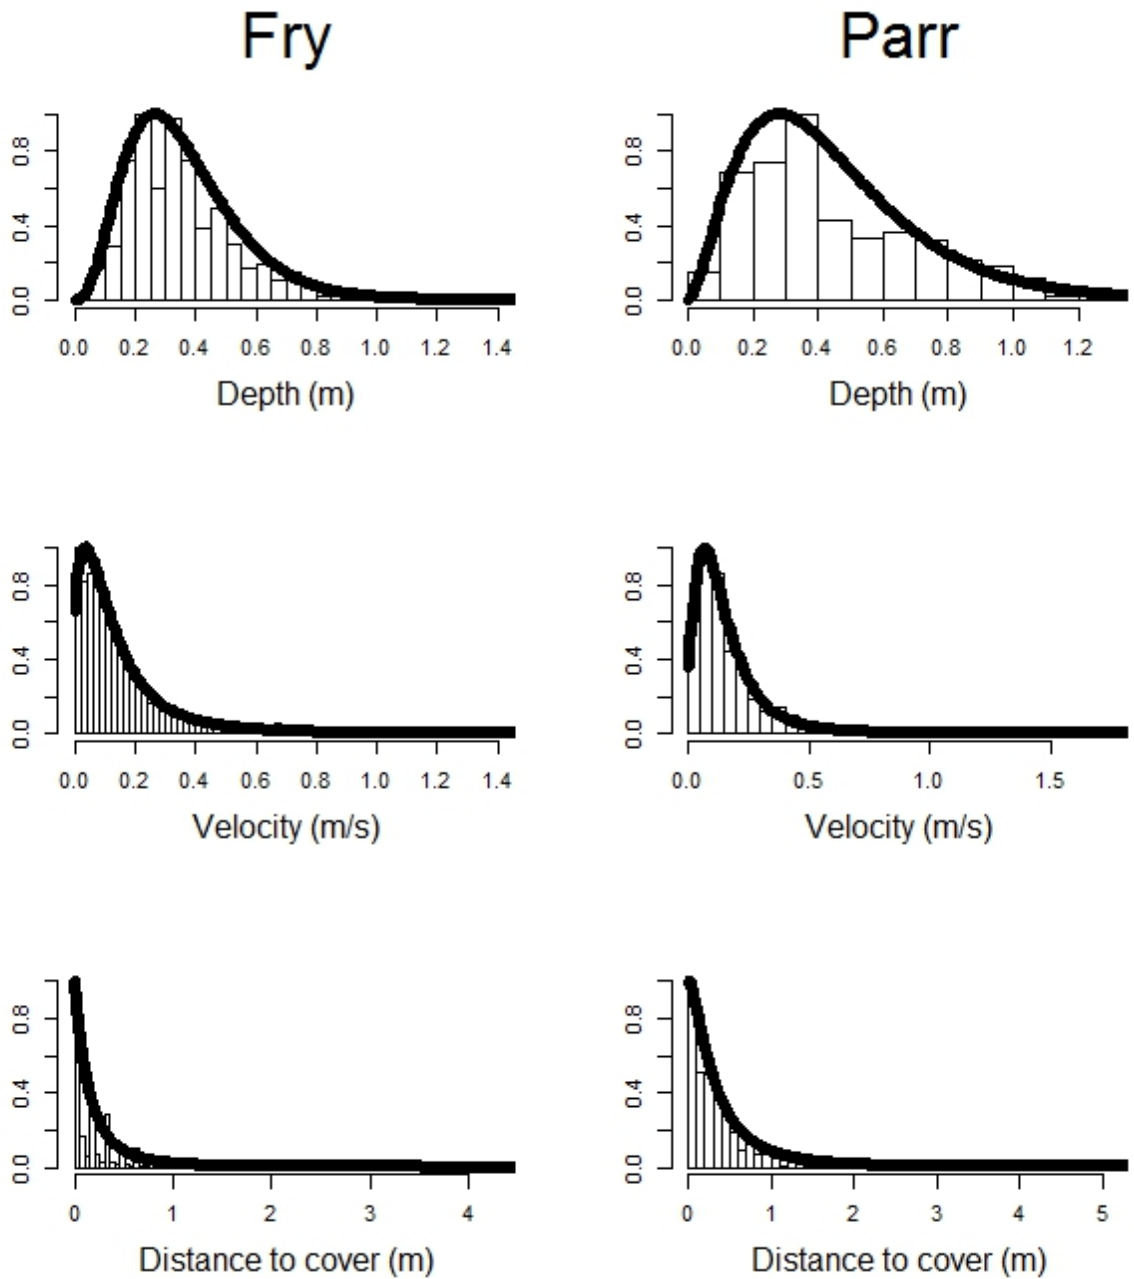 Fry Parr
0.0 0.4 0.8
0.0 0.2 0.4 0.6 0.8 1.0 1.2 1.4
Depth (m)
0.0 0.4 0.8
0.0 0.2 0.4 0.6 0.8 1.0 1.2
Depth (m)
0.0 0.4 0.8
0.0 0.2 0.4 0.6 0.8 1.0 1.2 1.4
Velocity (m/s)
0.0 0.4 0.8
0.0 0.5 1.0 1.5
Velocity (m/s)
0.0 0.4 0.8
0 1 2 3 4
Distance to cover (m)
0.0 0.4 0.8
0 1 2 3 4 5
Distance to cover (m)